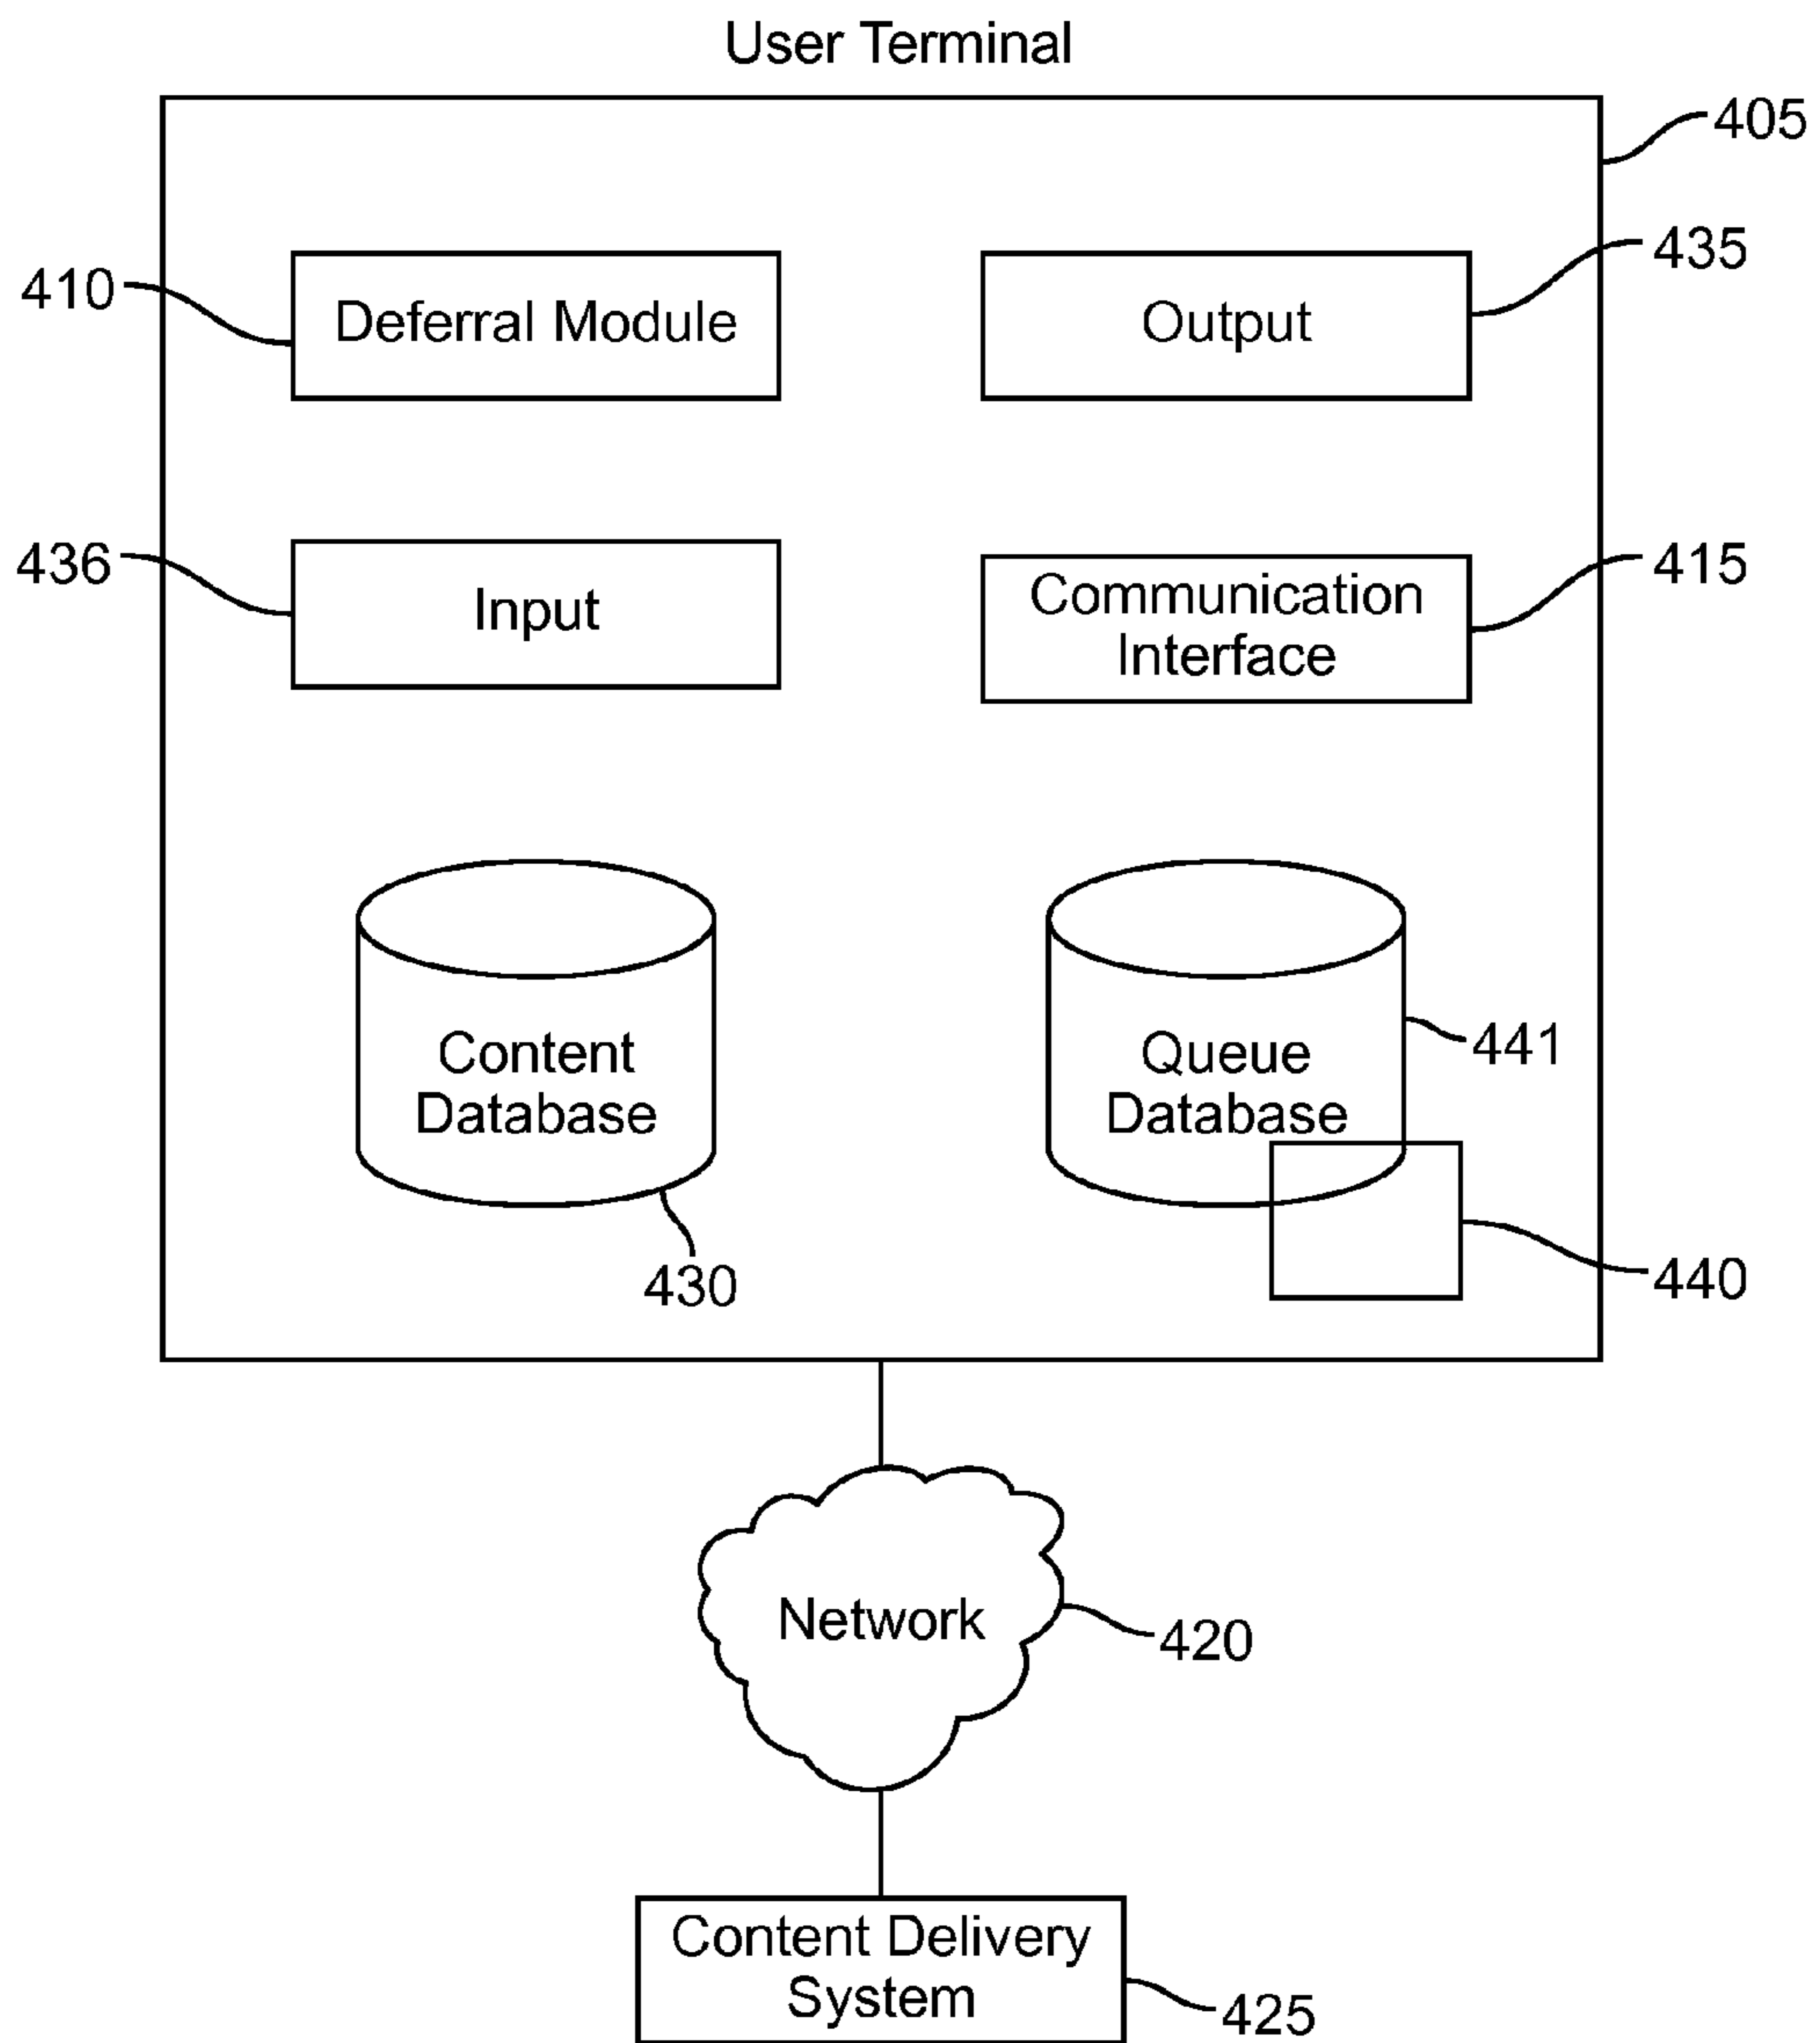 User Terminal
405
410
Deferral Module
Output
435
436
Input
Communication
Interface
415
Content
Database
430
Queue
Database
441
440
Network
420
Content Delivery
System
425